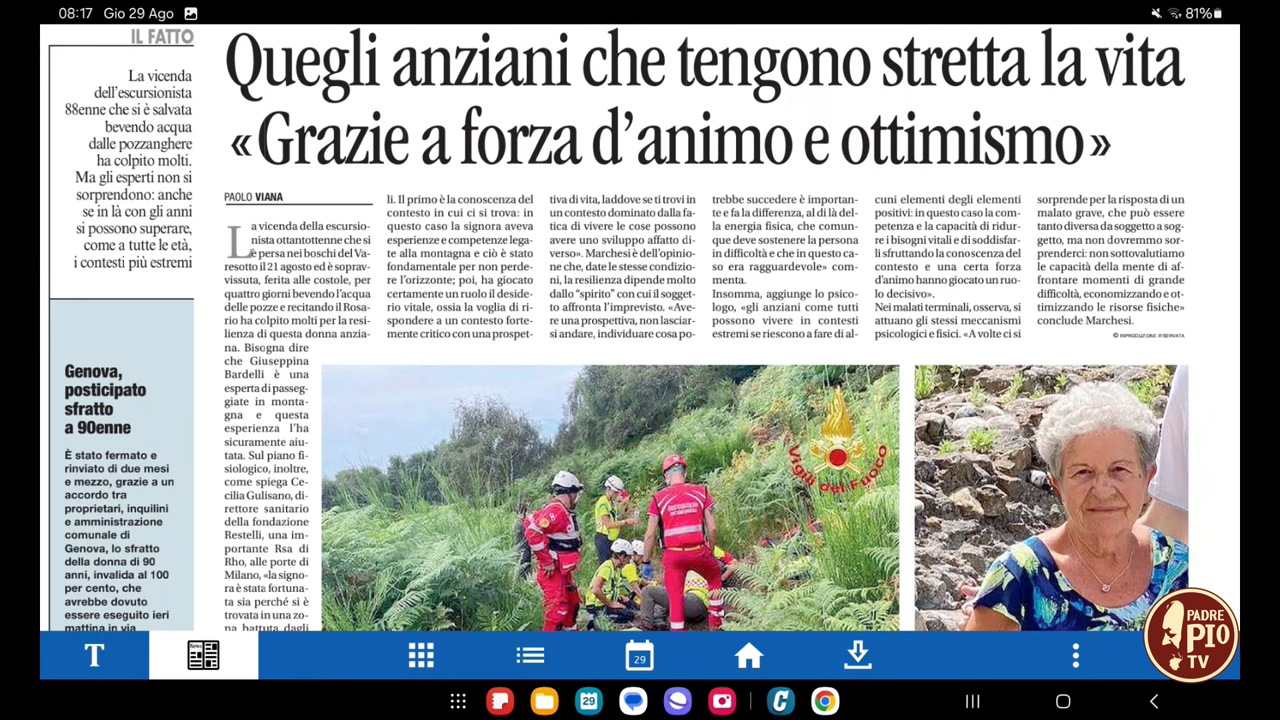 08:17 Gio 29 Ago
81%
IL FATTO
La vicenda
dell'escursionista
88enne che si è salvata
bevendo acqua
dalle pozzanghere
ha colpito molti.
Ma gli esperti non si
sorprendono: anche
se in là con gli anni
si possono superare,
come a tutte le età,
i contesti più estremi
Genova,
posticipato
sfratto
a 90enne
È stato fermato e
rinviato di due mesi
e mezzo, grazie a un
accordo tra
proprietari, inquilini
e amministrazione
comunale di
Genova, lo sfratto
della donna di 90
anni, invalida al 100
per cento, che
avrebbe dovuto
essere eseguito ieri
mattina in via
Quegli anziani che tengono stretta la vita
«Grazie a forza d'animo e ottimismo»
PAOLO VIANA
La vicenda della escursio-
nista ottantottenne che si
è persa nei boschi del Va-
resotto il 21 agosto ed è soprav-
vissuta, ferita alle costole, per
quattro giorni bevendo l'acqua
delle pozze e recitando il Rosa-
rio ha colpito molti per la resi-
lienza di questa donna anzia-
na. Bisogna dire
che Giuseppina
Bardelli è una
esperta di passeg-
giate in monta-
gna e questa
esperienza l'ha
sicuramente aiu-
tata. Sul piano fi-
siologico, inoltre,
come spiega Ce-
cilia Gulisano, di-
rettore sanitario
della fondazione
Restelli, una im-
portante Rsa di
Rho, alle porte di
Milano, «la signo-
ra è stata fortuna-
ta sia perché si è
trovata in una zo-
na battuta dagli
li. Il primo è la conoscenza del
contesto in cui ci si trova: in
questo caso la signora aveva
esperienze e competenze lega-
te alla montagna e ciò è stato
fondamentale per non perde-
re l'orizzonte; poi, ha giocato
certamente un ruolo il deside-
rio vitale, ossia la voglia di ri-
spondere a un contesto forte-
mente critico con una prospet-
tiva di vita, laddove se ti trovi in
un contesto dominato dalla fa-
tica di vivere le cose possono
avere uno sviluppo affatto di-
verso». Marchesi è dell'opinio-
ne che, date le stesse condizio-
ni, la resilienza dipende molto
dallo "spirito" con cui il sogget-
to affronta l'imprevisto. «Ave-
re una prospettiva, non lasciar-
si andare, individuare cosa po-
trebbe succedere è importan-
te e fa la differenza, al di là del-
la energia fisica, che comun-
que deve sostenere la persona
in difficoltà e che in questo ca-
so era ragguardevole» com-
menta.
Insomma, aggiunge lo psico-
logo, «gli anziani come tutti
possono vivere in contesti
estremi se riescono a fare di al-
cuni elementi degli elementi
positivi: in questo caso la com-
petenza e la capacità di ridur-
re i bisogni vitali e di soddisfar-
li sfruttando la conoscenza del
contesto e una certa forza
d'animo hanno giocato un ruo-
lo decisivo».
Nei malati terminali, osserva, si
attuano gli stessi meccanismi
psicologici e fisici. «A volte ci si
sorprende per la risposta di un
malato grave, che può essere
tanto diversa da soggetto a sog-
getto, ma non dovremmo sor-
prenderci: non sottovalutiamo
le capacità della mente di af-
frontare momenti di grande
difficoltà, economizzando e ot-
timizzando le risorse fisiche»
conclude Marchesi.
© RIPRODUZIONE RISERVATA
Vigili del Fuoco
PADRE
PIO
TV
T
29
29